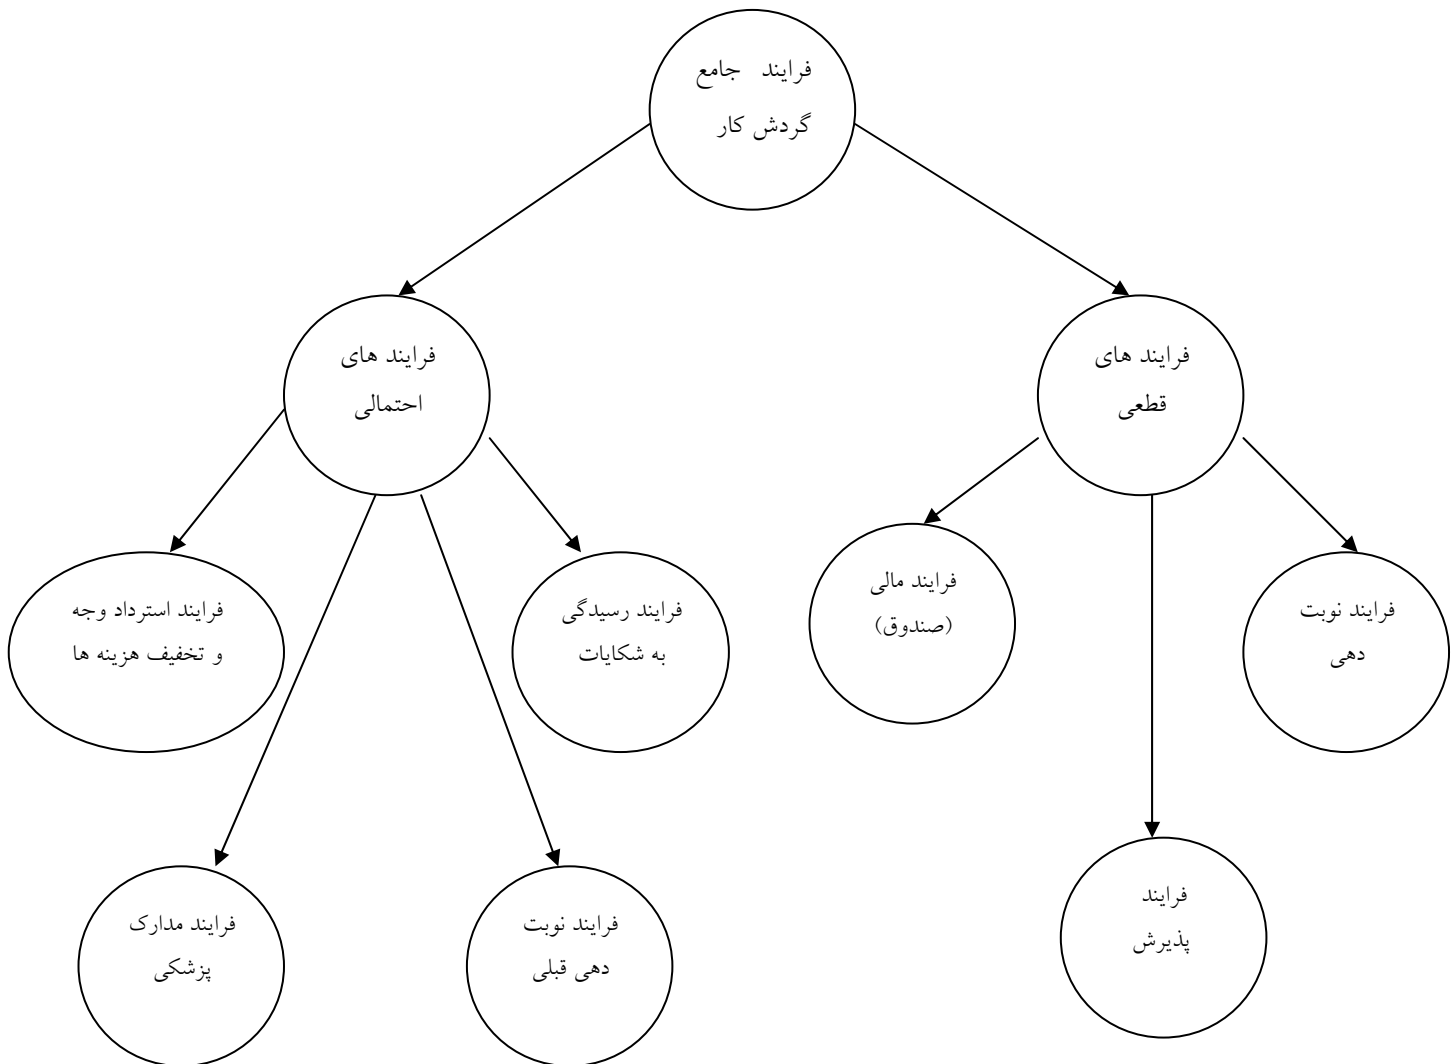 فرایند جامع
گردش کار
فرایند های
قطعی
فرایند های
احتمالی
فرایند نوبت
دهی
فرایند مالی
(صندوق)
فرایند رسیدگی
به شکایات
فرایند استرداد وجه
و تخفیف هزینه ها
فرایند
پذیرش
فرایند نوبت
دهی قبلی
فرایند مدارک
پزشکی